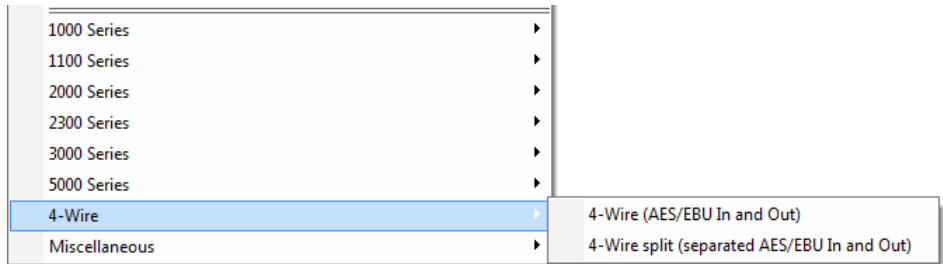 1000 Series
1100 Series
2000 Series
2300 Series
3000 Series
5000 Series
4-Wire
4-Wire (AES/EBU In and Out)
Miscellaneous
4-Wire split (separated AES/EBU In and Out)